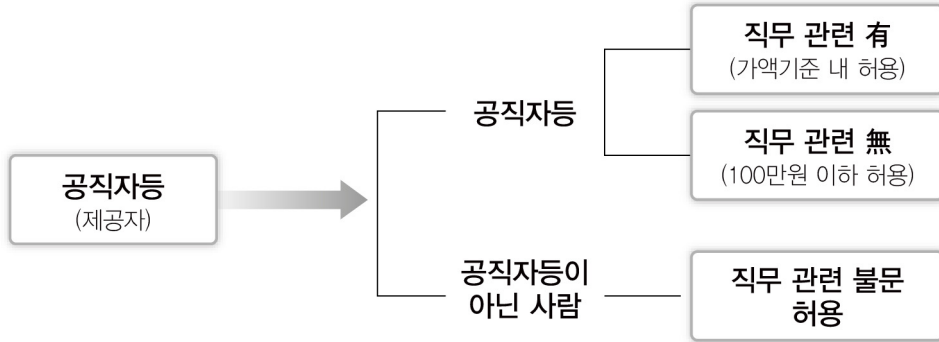 공직자등
(제공자)
공직자등
직무 관련 有
(가액기준 내 허용)
직무 관련 無
(100만원 이하 허용)
공직자등이
아닌 사람
직무 관련 불문
허용